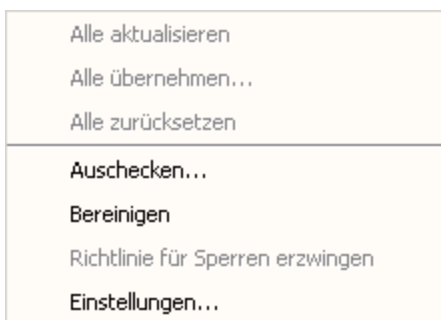 Alle aktualisieren
Alle übernehmen...
Alle zurücksetzen
Auschecken...
Bereinigen
Richtlinie für Sperren erzwingen
Einstellungen...